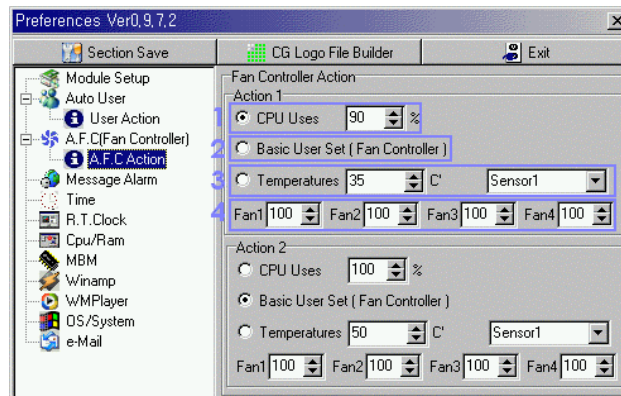 Preferences Ver0,9,7,2
Section Save
CG Logo File Builder
Exit
Module Setup
Auto User
User Action
A.F.C(Fan Controller)
A.F.C Action
Message Alarm
Time
R.T.Clock
Cpu/Ram
MBM
Winamp
WMPlayer
OS/System
e-Mail
Fan Controller Action
Action 1
1 CPU Uses 90 %
2 Basic User Set ( Fan Controller )
3 Temperatures 35 C' Sensor1
4 Fan1 100 Fan2 100 Fan3 100 Fan4 100
Action 2
CPU Uses 100 %
Basic User Set ( Fan Controller )
Temperatures 50 C' Sensor1
Fan1 100 Fan2 100 Fan3 100 Fan4 100